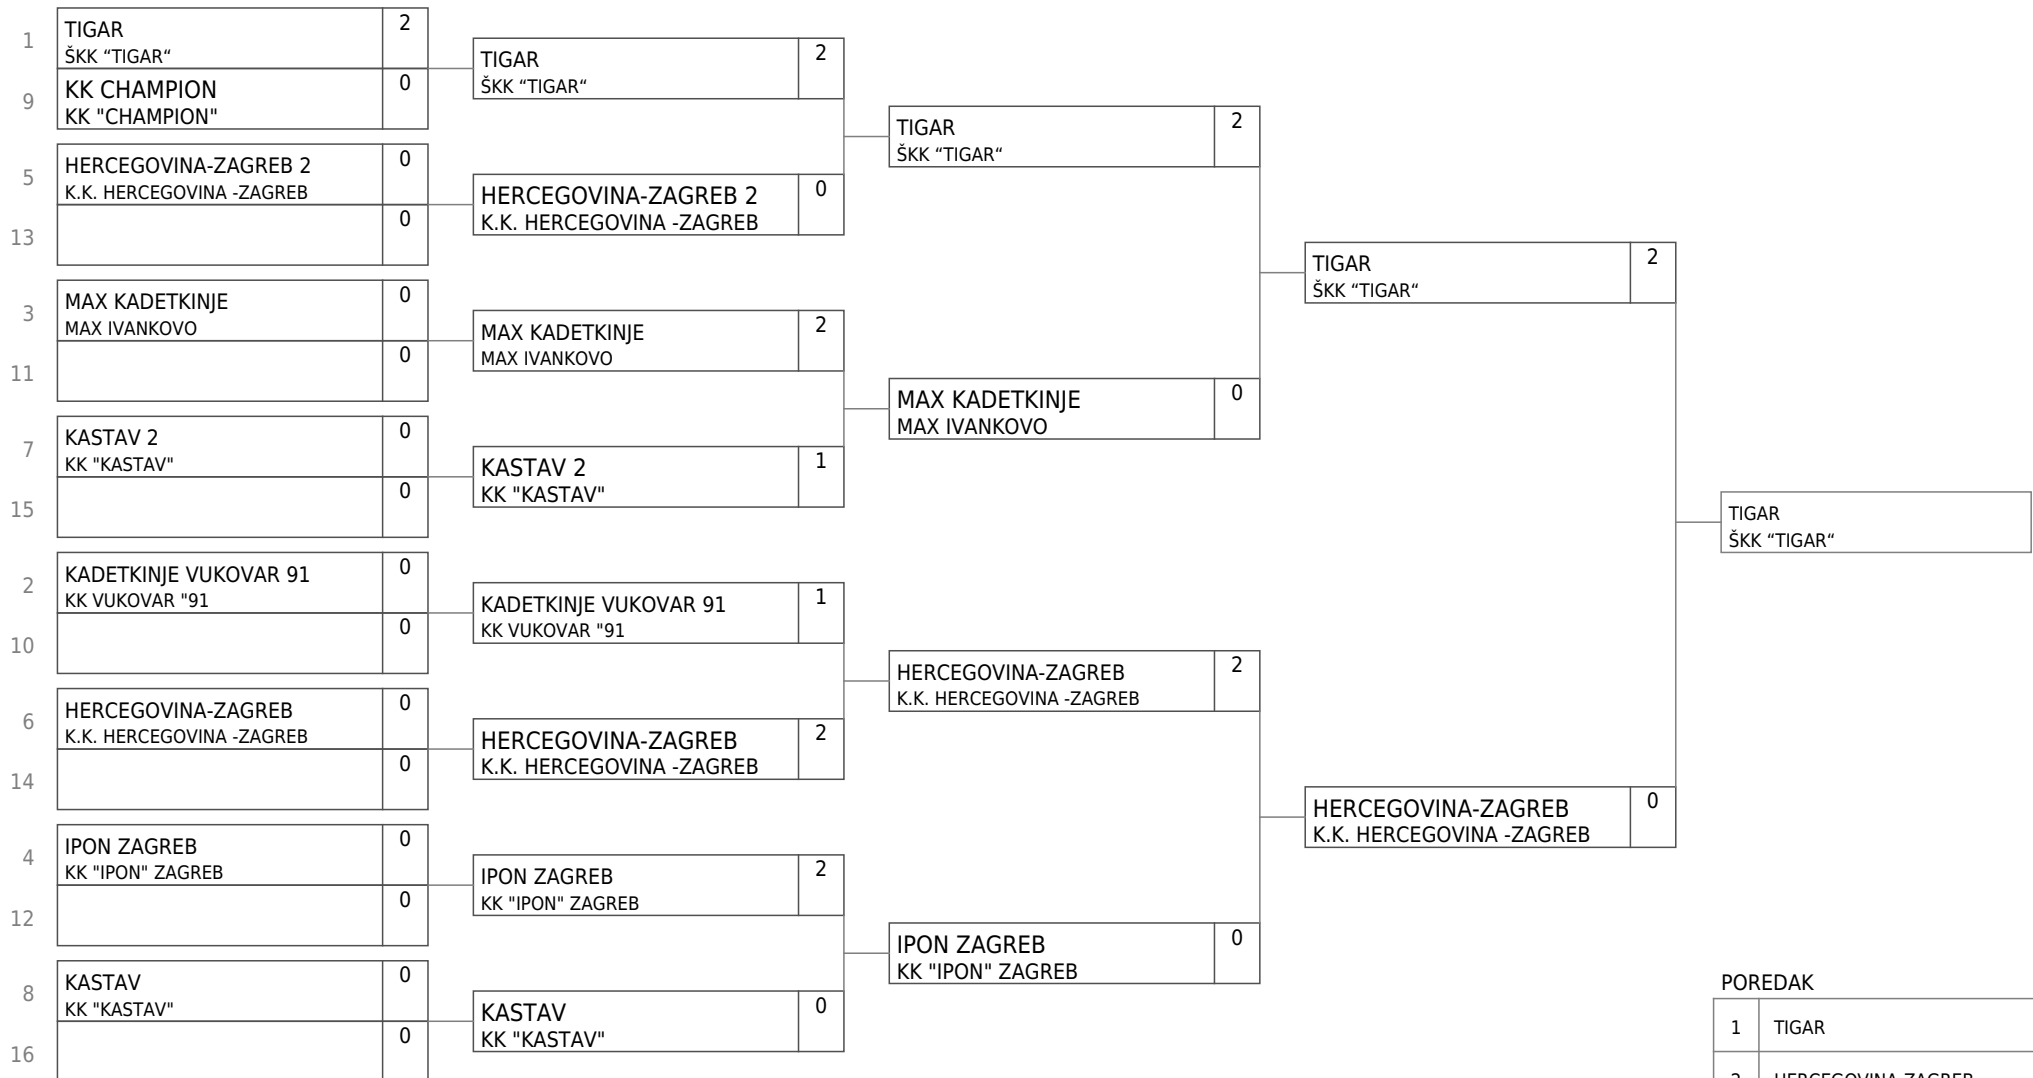 1
TIGAR 2
ŠKK “TIGAR“
9
KK CHAMPION 0
KK "CHAMPION"
5
HERCEGOVINA-ZAGREB 2 0
K.K. HERCEGOVINA -ZAGREB
13
0
3
MAX KADETKINJE 0
MAX IVANKOVO
11
0
7
KASTAV 2 0
KK "KASTAV"
15
0
2
KADETKINJE VUKOVAR 91 0
KK VUKOVAR "91
10
0
6
HERCEGOVINA-ZAGREB 0
K.K. HERCEGOVINA -ZAGREB
14
0
4
IPON ZAGREB 0
KK "IPON" ZAGREB
12
0
8
KASTAV 0
KK "KASTAV"
16
0
TIGAR 2
ŠKK “TIGAR“
HERCEGOVINA-ZAGREB 2 0
K.K. HERCEGOVINA -ZAGREB
MAX KADETKINJE 2
MAX IVANKOVO
KASTAV 2 1
KK "KASTAV"
KADETKINJE VUKOVAR 91 1
KK VUKOVAR "91
HERCEGOVINA-ZAGREB 2
K.K. HERCEGOVINA -ZAGREB
IPON ZAGREB 2
KK "IPON" ZAGREB
KASTAV 0
KK "KASTAV"
TIGAR 2
ŠKK “TIGAR“
MAX KADETKINJE 0
MAX IVANKOVO
HERCEGOVINA-ZAGREB 2
K.K. HERCEGOVINA -ZAGREB
IPON ZAGREB 0
KK "IPON" ZAGREB
TIGAR 2
ŠKK “TIGAR“
HERCEGOVINA-ZAGREB 0
K.K. HERCEGOVINA -ZAGREB
TIGAR
ŠKK “TIGAR“
POREDAK
1 TIGAR
2 HERCEGOVINA-ZAGREB